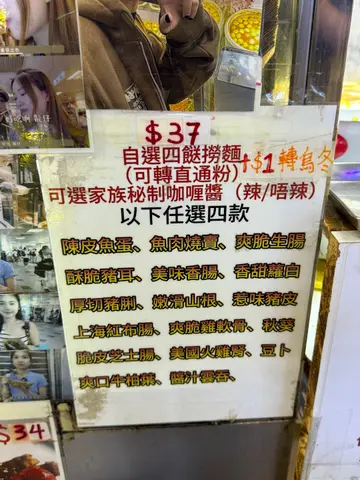 $37
自選四餸撈麵
+$1轉烏冬
(可轉直通粉)
可選家族秘制咖喱醬（辣/唔辣）
以下任選四款
陳皮魚蛋、魚肉燒賣、爽脆生腸
酥脆豬耳、美味香腸、香甜蘿白
厚切豬脷、嫩滑山根、惹味豬皮
上海紅布腸、爽脆雞軟骨、秋葵
脆皮芝士腸、美國火雞腎、豆卜
爽口牛柏葉、醬汁雲吞、
$34